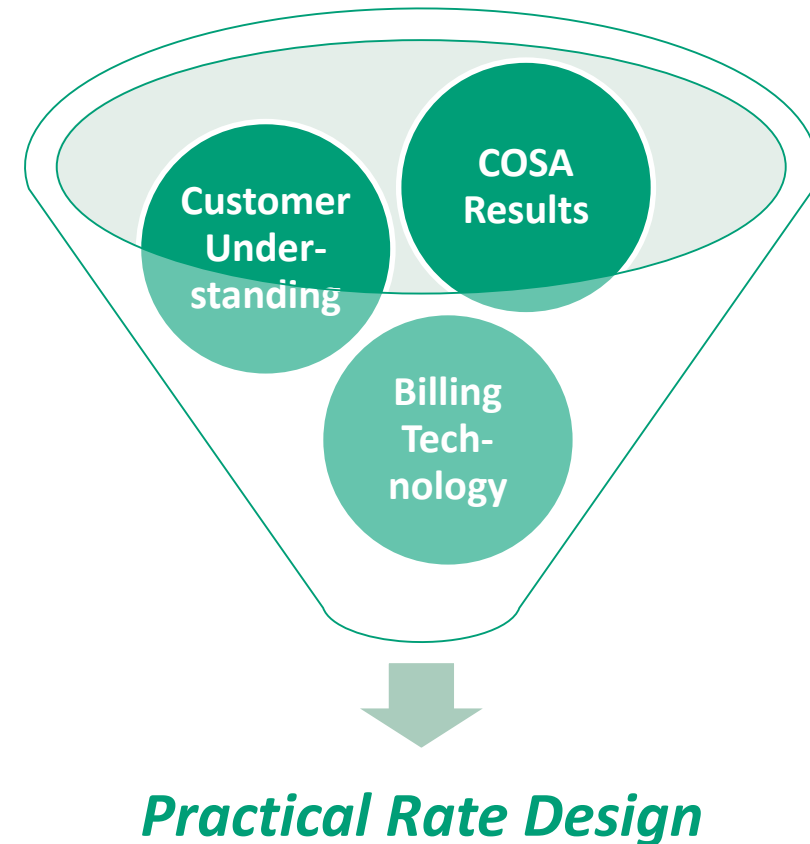 Customer
Under-
standing
COSA
Results
Billing
Tech-
nology
Practical Rate Design